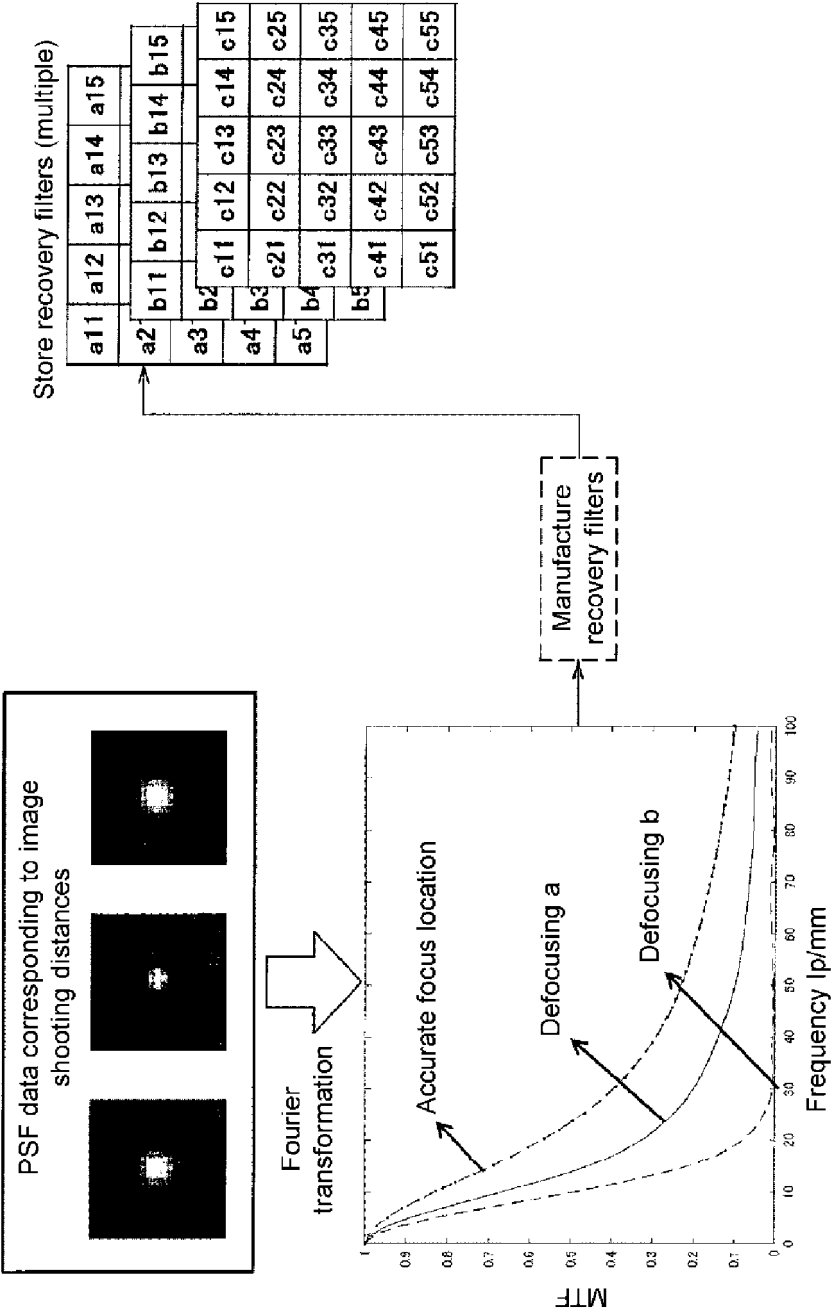 PSF data corresponding to image
shooting distances
Fourier
transformation
MTF
1
0.9
0.8
0.7
0.6
0.5
0.4
0.3
0.2
0.1
0
0 10 20 30 40 50 60 70 80 90 100
Frequency lp/mm
Accurate focus location
Defocusing a
Defocusing b
Manufacture
recovery filters
Store recovery filters (multiple)
a11 a12 a13 a14 a15
a2
a3
a4
a5
b11 b12 b13 b14 b15
b2
b3
b4
b5
c11 c12 c13 c14 c15
c21 c22 c23 c24 c25
c31 c32 c33 c34 c35
c41 c42 c43 c44 c45
c51 c52 c53 c54 c55